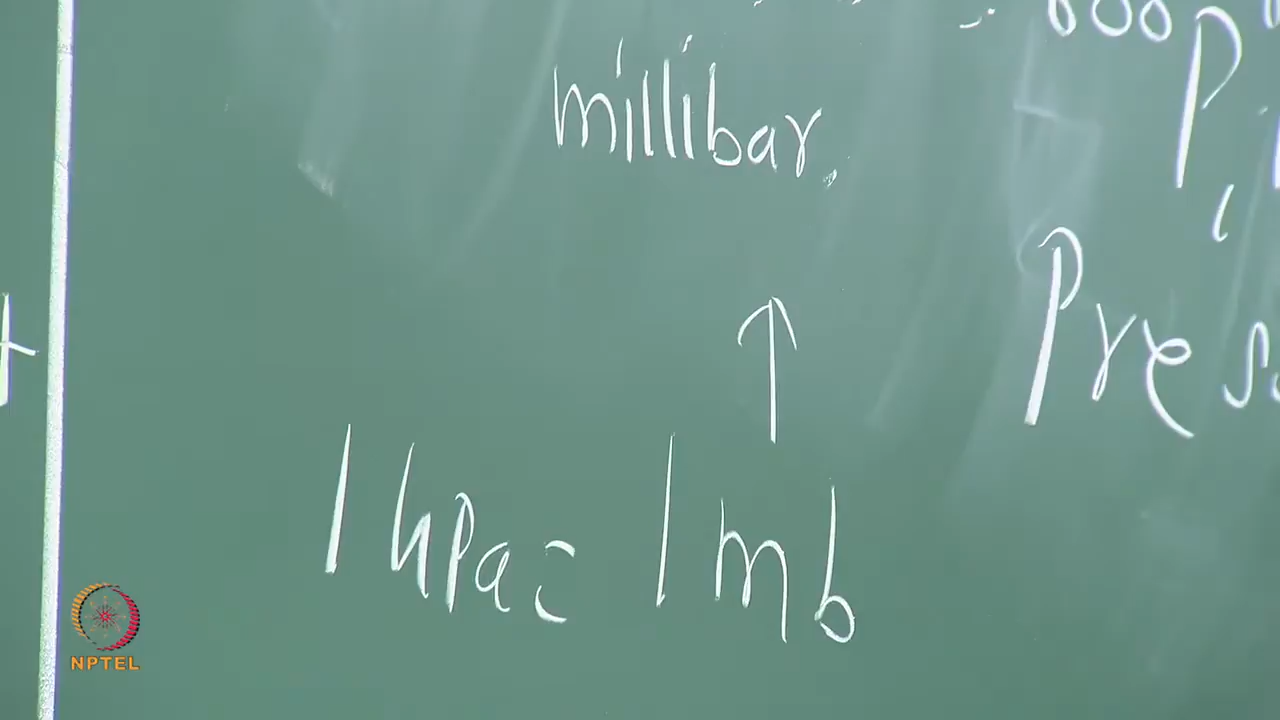 millibar.
↑
1 hPa = 1 mb
NPTEL